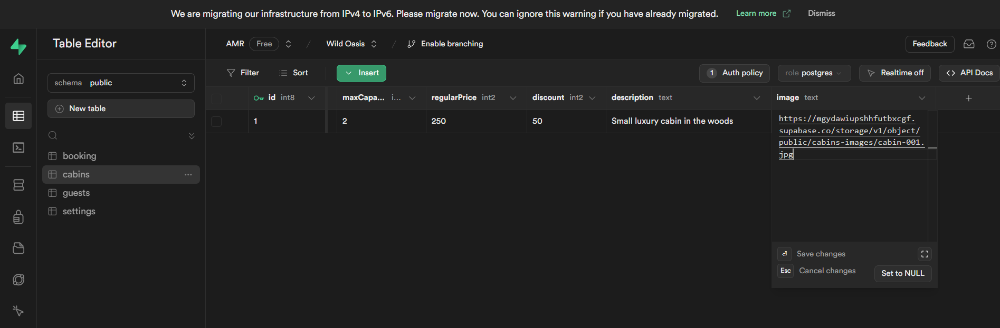 We are migrating our infrastructure from IPv4 to IPv6. Please migrate now. You can ignore this warning if you have already migrated. Learn more Dismiss
Table Editor
AMR Free / Wild Oasis / Enable branching
Feedback
Filter Sort Insert
1 Auth policy role postgres Realtime off API Docs
schema public
New table
booking
cabins
guests
settings
id int8 maxCapa... i... regularPrice int2 discount int2 description text image text
1 2 250 50 Small luxury cabin in the woods
https://mgydawiupshhfutbxcgf.
supabase.co/storage/v1/object/
public/cabins-images/cabin-001.
jpg
Save changes
Esc Cancel changes
Set to NULL